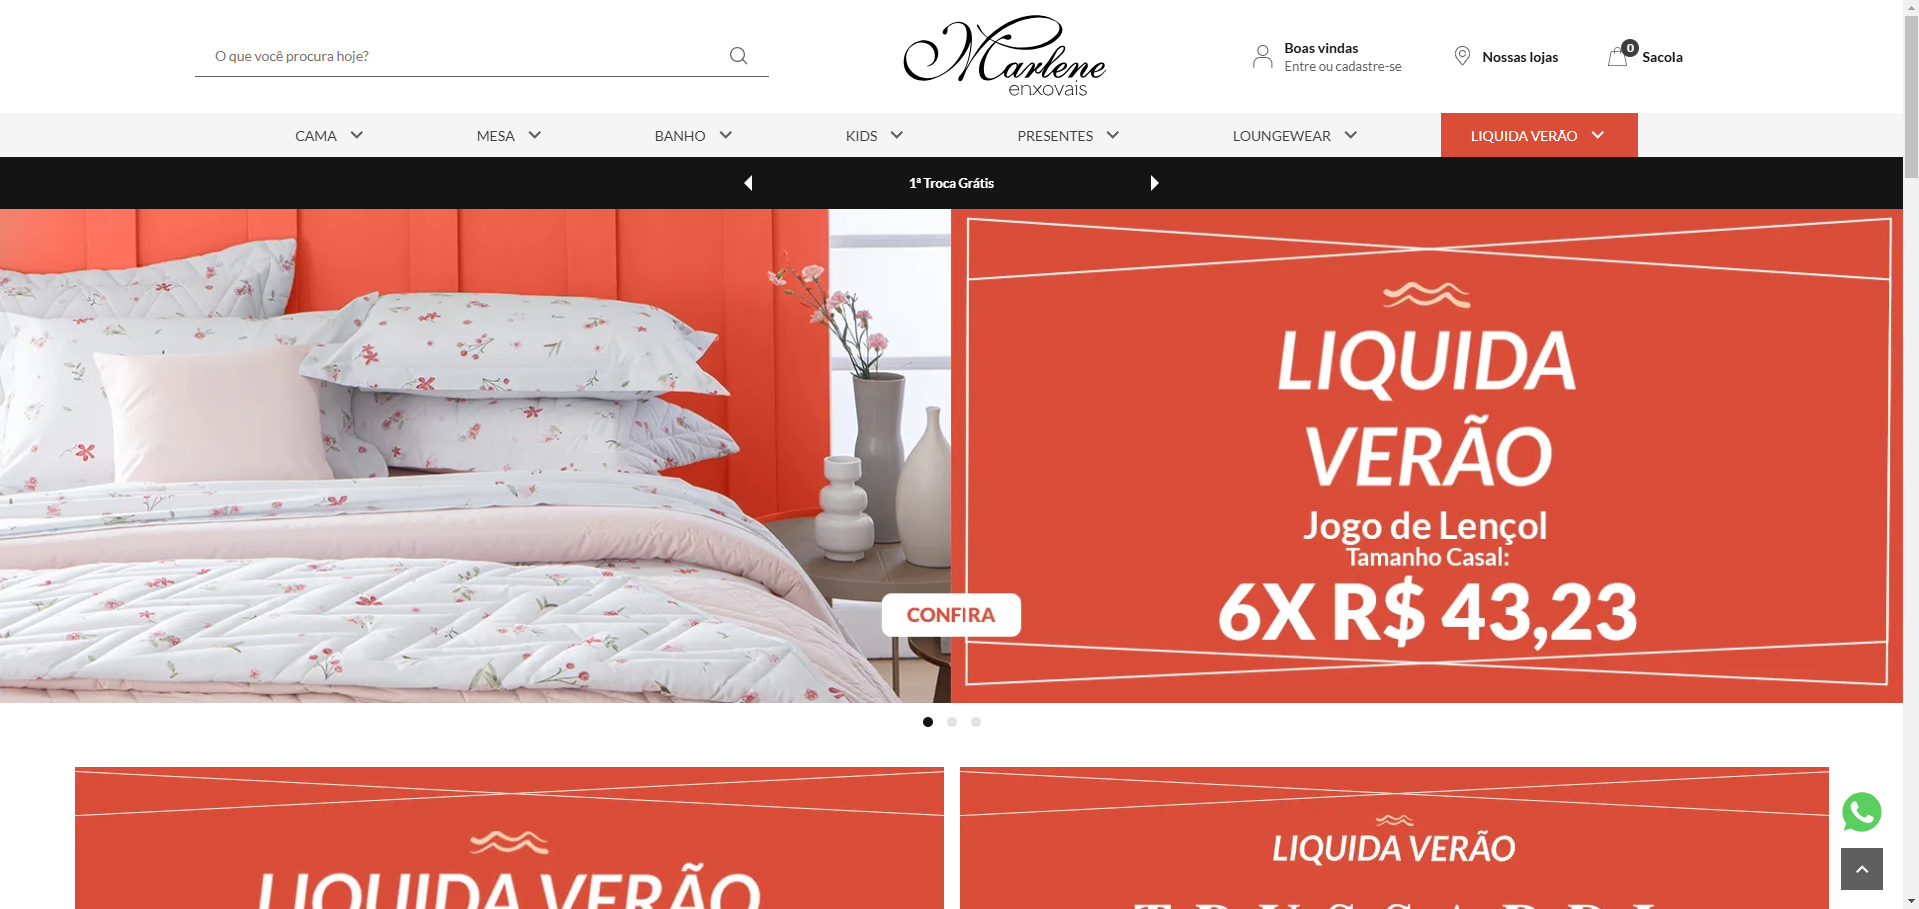 O que você procura hoje?
Marlene
enxovais
Boas vindas
Entre ou cadastre-se
Nossas lojas
0
Sacola
CAMA
MESA
BANHO
KIDS
PRESENTES
LOUNGEWEAR
LIQUIDA VERÃO
1ª Troca Grátis
LIQUIDA
VERÃO
Jogo de Lençol
Tamanho Casal:
6X R$ 43,23
CONFIRA
LIQUIDA VERÃO
LIQUIDA VERÃO